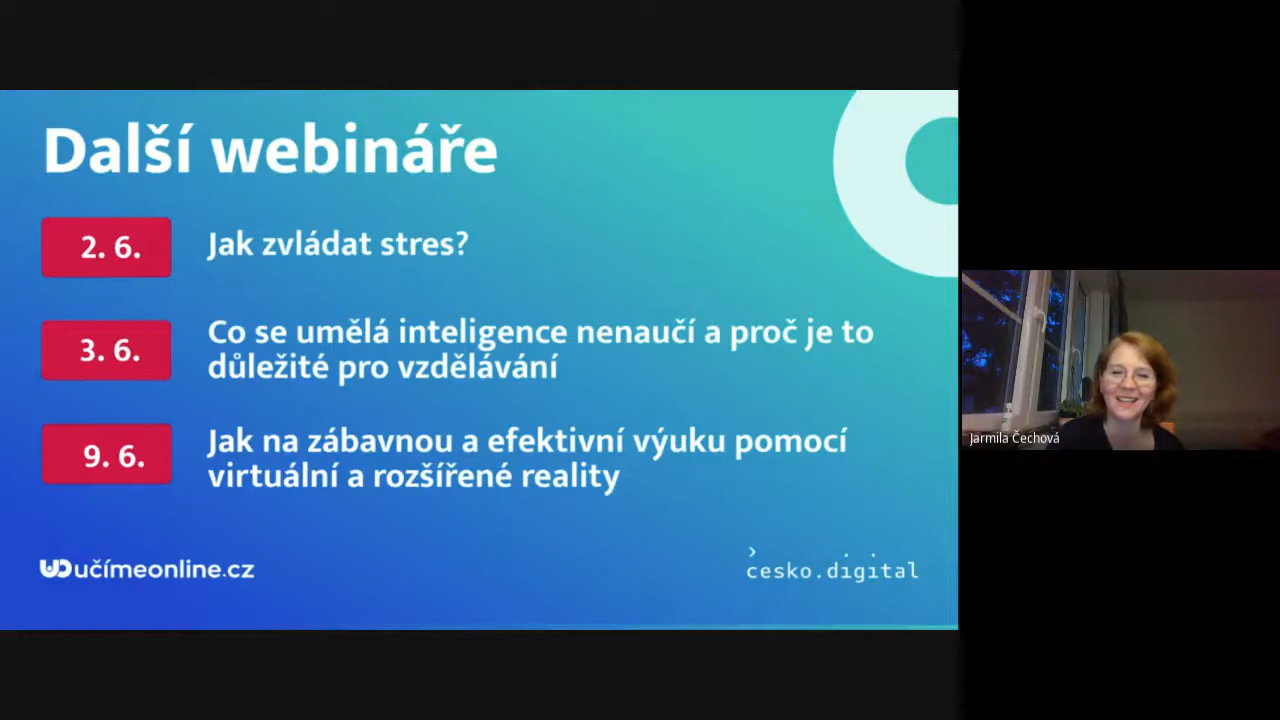 Další webináře
2. 6.
Jak zvládat stres?
3. 6.
Co se umělá inteligence nenaučí a proč je to
důležité pro vzdělávání
9. 6.
Jak na zábavnou a efektivní výuku pomocí
virtuální a rozšířené reality
učímeonline.cz
česko.digital
Jarmila Čechová